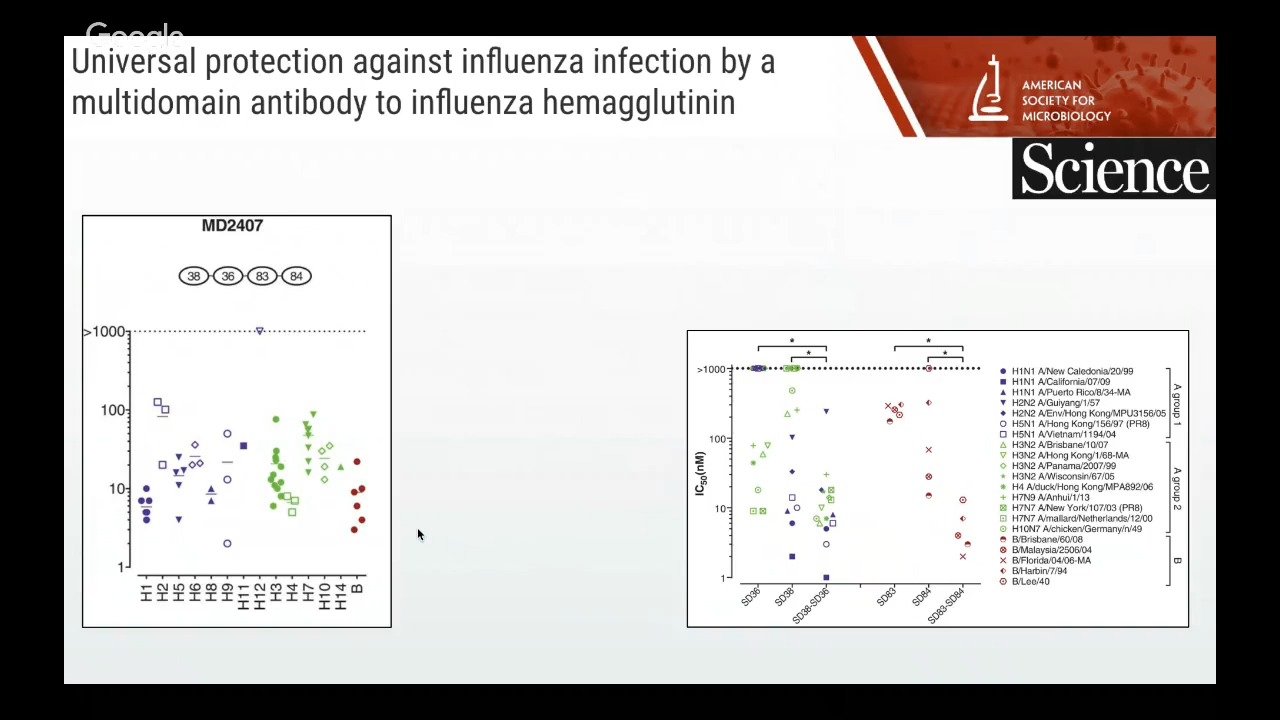 Google
Universal protection against influenza infection by a
multidomain antibody to influenza hemagglutinin
AMERICAN
SOCIETY FOR
MICROBIOLOGY
Science
MD2407
38 36 83 84
>1000
100
10
1
H1 H2 H5 H6 H8 H9 H11 H12 H3 H4 H7 H10 H14 B
* *
* *
>1000
100
10
1
IC50(nM)
SD36 SD38 SD38-SD36 SD83 SD84 SD83-SD84
H1N1 A/New Caledonia/20/99
H1N1 A/California/07/09
H1N1 A/Puerto Rico/8/34-MA
H2N2 A/Guiyang/1/57
H2N2 A/Env/Hong Kong/MPU3156/05
H5N1 A/Hong Kong/156/97 (PR8)
H5N1 A/Vietnam/1194/04
H3N2 A/Brisbane/10/07
H3N2 A/Hong Kong/1/68-MA
H3N2 A/Panama/2007/99
H3N2 A/Wisconsin/67/05
H4 A/duck/Hong Kong/MPA892/06
H7N9 A/Anhui/1/13
H7N7 A/New York/107/03 (PR8)
H7N7 A/mallard/Netherlands/12/00
H10N7 A/chicken/Germany/n/49
B/Brisbane/60/08
B/Malaysia/2506/04
B/Florida/04/06-MA
B/Harbin/7/94
B/Lee/40
A group 1
A group 2
B